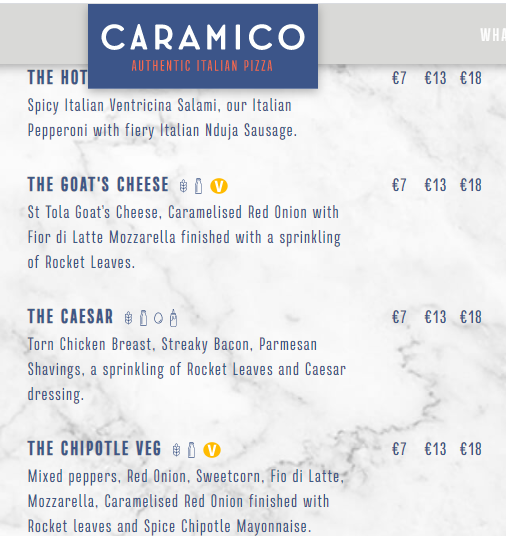 CARAMICO
AUTHENTIC ITALIAN PIZZA
WHA
THE HOT €7 €13 €18
Spicy Italian Ventricina Salami, our Italian
Pepperoni with fiery Italian Nduja Sausage.
THE GOAT'S CHEESE V €7 €13 €18
St Tola Goat's Cheese, Caramelised Red Onion with
Fior di Latte Mozzarella finished with a sprinkling
of Rocket Leaves.
THE CAESAR €7 €13 €18
Torn Chicken Breast, Streaky Bacon, Parmesan
Shavings, a sprinkling of Rocket Leaves and Caesar
dressing.
THE CHIPOTLE VEG V €7 €13 €18
Mixed peppers, Red Onion, Sweetcorn, Fio di Latte,
Mozzarella, Caramelised Red Onion finished with
Rocket leaves and Spice Chipotle Mayonnaise.